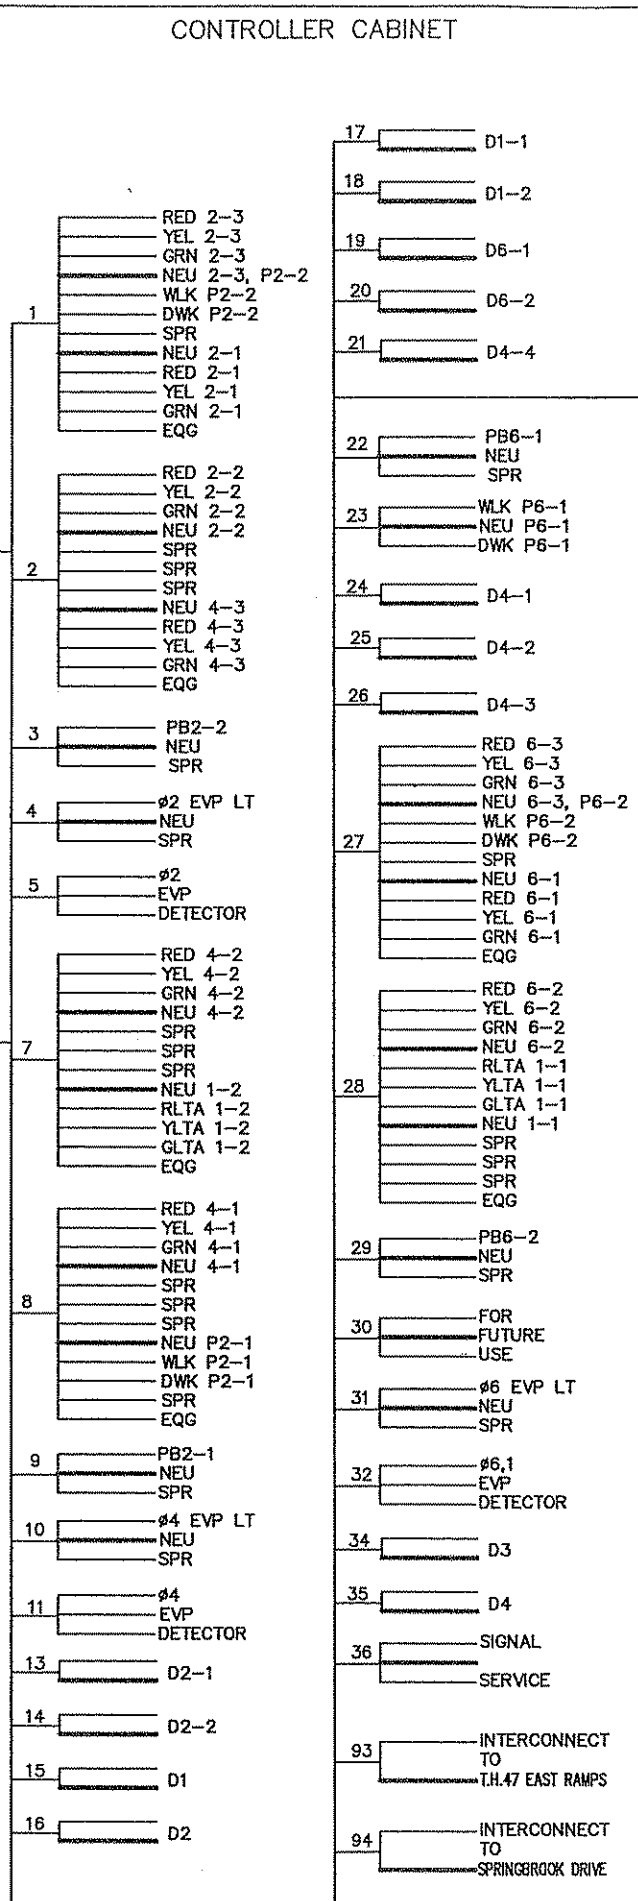 CONTROLLER CABINET
1
RED 2-3
YEL 2-3
GRN 2-3
NEU 2-3, P2-2
WLK P2-2
DWK P2-2
SPR
NEU 2-1
RED 2-1
YEL 2-1
GRN 2-1
EQG
2
RED 2-2
YEL 2-2
GRN 2-2
NEU 2-2
SPR
SPR
SPR
NEU 4-3
RED 4-3
YEL 4-3
GRN 4-3
EQG
3
PB2-2
NEU
SPR
4
ø2 EVP LT
NEU
SPR
5
ø2
EVP
DETECTOR
7
RED 4-2
YEL 4-2
GRN 4-2
NEU 4-2
SPR
SPR
SPR
NEU 1-2
RLTA 1-2
YLTA 1-2
GLTA 1-2
EQG
8
RED 4-1
YEL 4-1
GRN 4-1
NEU 4-1
SPR
SPR
SPR
NEU P2-1
WLK P2-1
DWK P2-1
SPR
EQG
9
PB2-1
NEU
SPR
10
ø4 EVP LT
NEU
SPR
11
ø4
EVP
DETECTOR
13 D2-1
14 D2-2
15 D1
16 D2
17 D1-1
18 D1-2
19 D6-1
20 D6-2
21 D4-4
22
PB6-1
NEU
SPR
23
WLK P6-1
NEU P6-1
DWK P6-1
24 D4-1
25 D4-2
26 D4-3
27
RED 6-3
YEL 6-3
GRN 6-3
NEU 6-3, P6-2
WLK P6-2
DWK P6-2
SPR
NEU 6-1
RED 6-1
YEL 6-1
GRN 6-1
EQG
28
RED 6-2
YEL 6-2
GRN 6-2
NEU 6-2
RLTA 1-1
YLTA 1-1
GLTA 1-1
NEU 1-1
SPR
SPR
SPR
EQG
29
PB6-2
NEU
SPR
30
FOR
FUTURE
USE
31
ø6 EVP LT
NEU
SPR
32
ø6,1
EVP
DETECTOR
34 D3
35 D4
36
SIGNAL
SERVICE
93
INTERCONNECT
TO
T.H.47 EAST RAMPS
94
INTERCONNECT
TO
SPRINGBROOK DRIVE